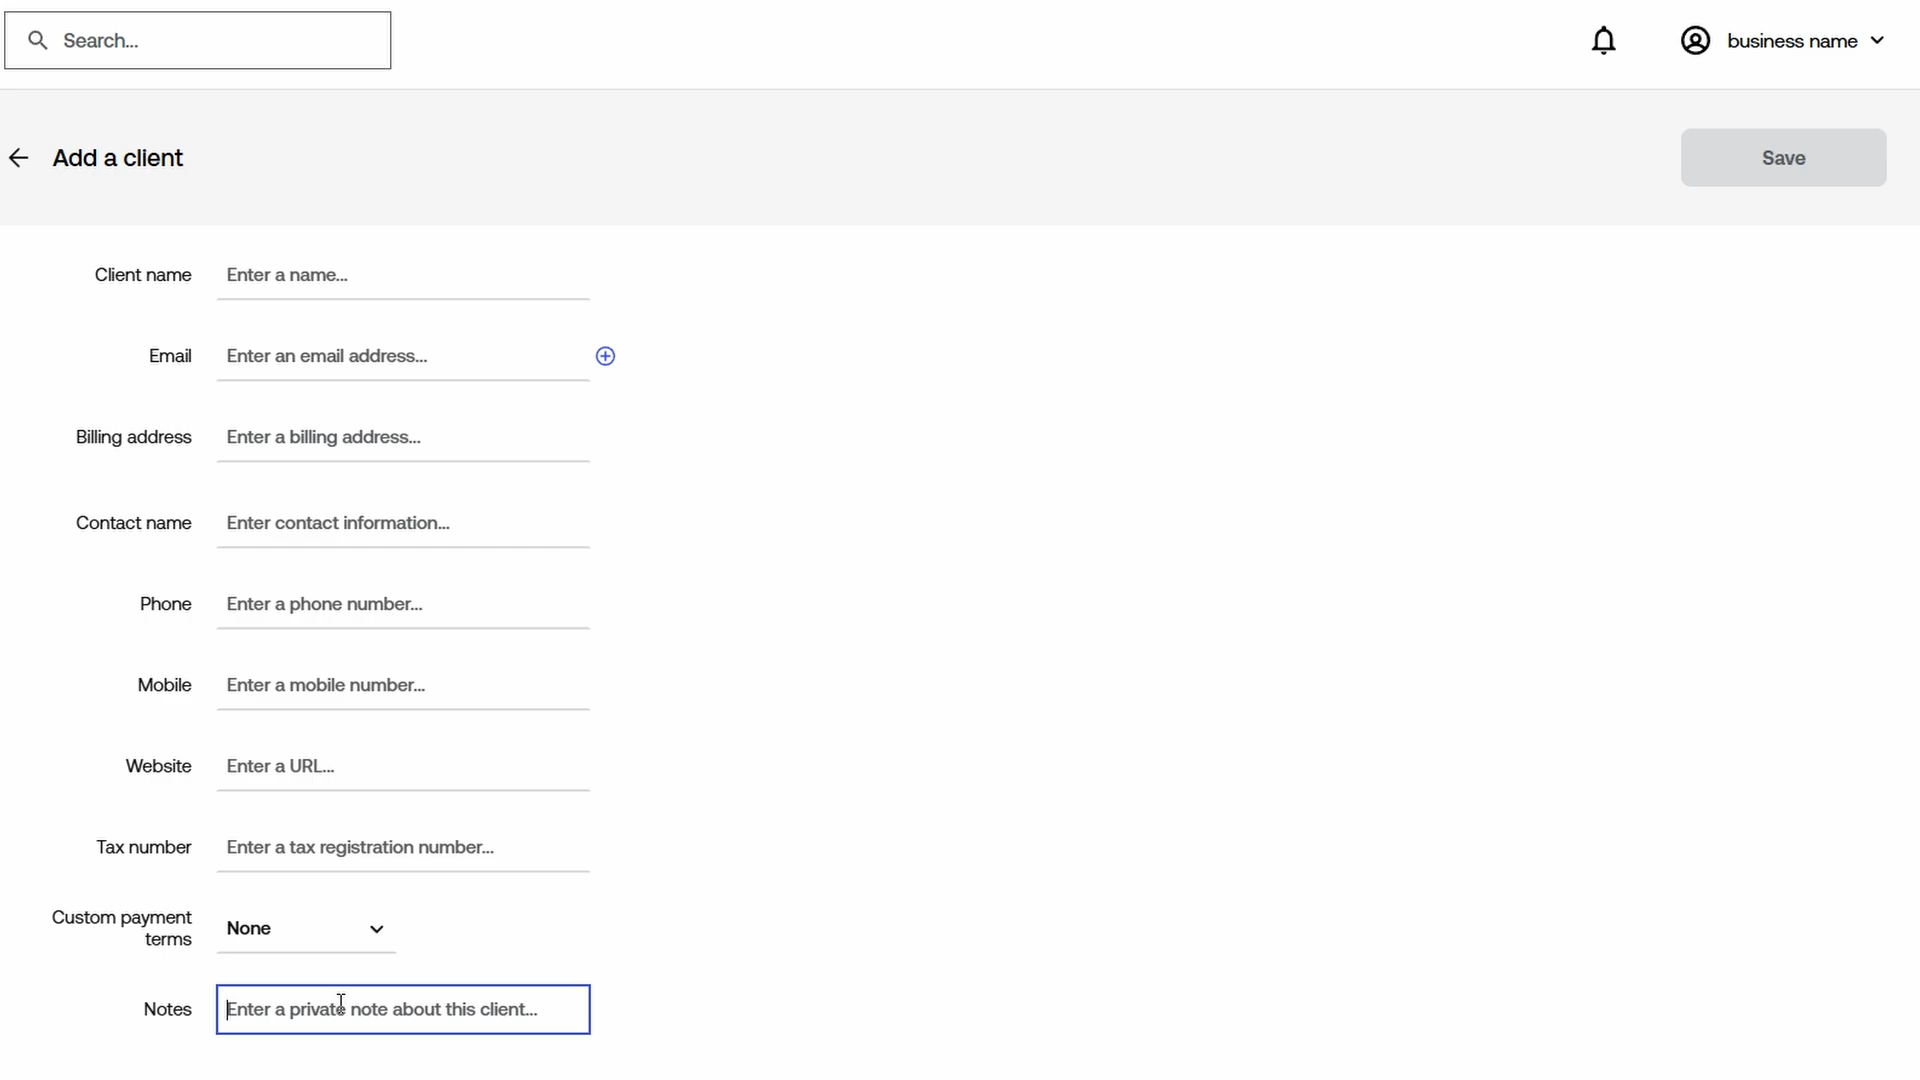 Search...
business name
Add a client
Save
Client name
Enter a name...
Email
Enter an email address...
Billing address
Enter a billing address...
Contact name
Enter contact information...
Phone
Enter a phone number...
Mobile
Enter a mobile number...
Website
Enter a URL...
Tax number
Enter a tax registration number...
Custom payment
terms
None
Notes
Enter a private note about this client...